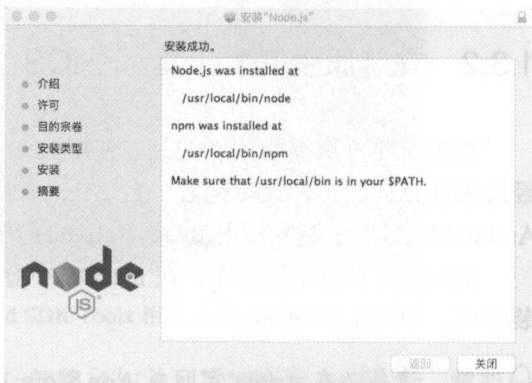 安装"Node.js"
安装成功。
介绍
许可
目的宗卷
安装类型
安装
摘要
Node.js was installed at
/usr/local/bin/node
npm was installed at
/usr/local/bin/npm
Make sure that /usr/local/bin is in your $PATH.
node
JS
返回
关闭